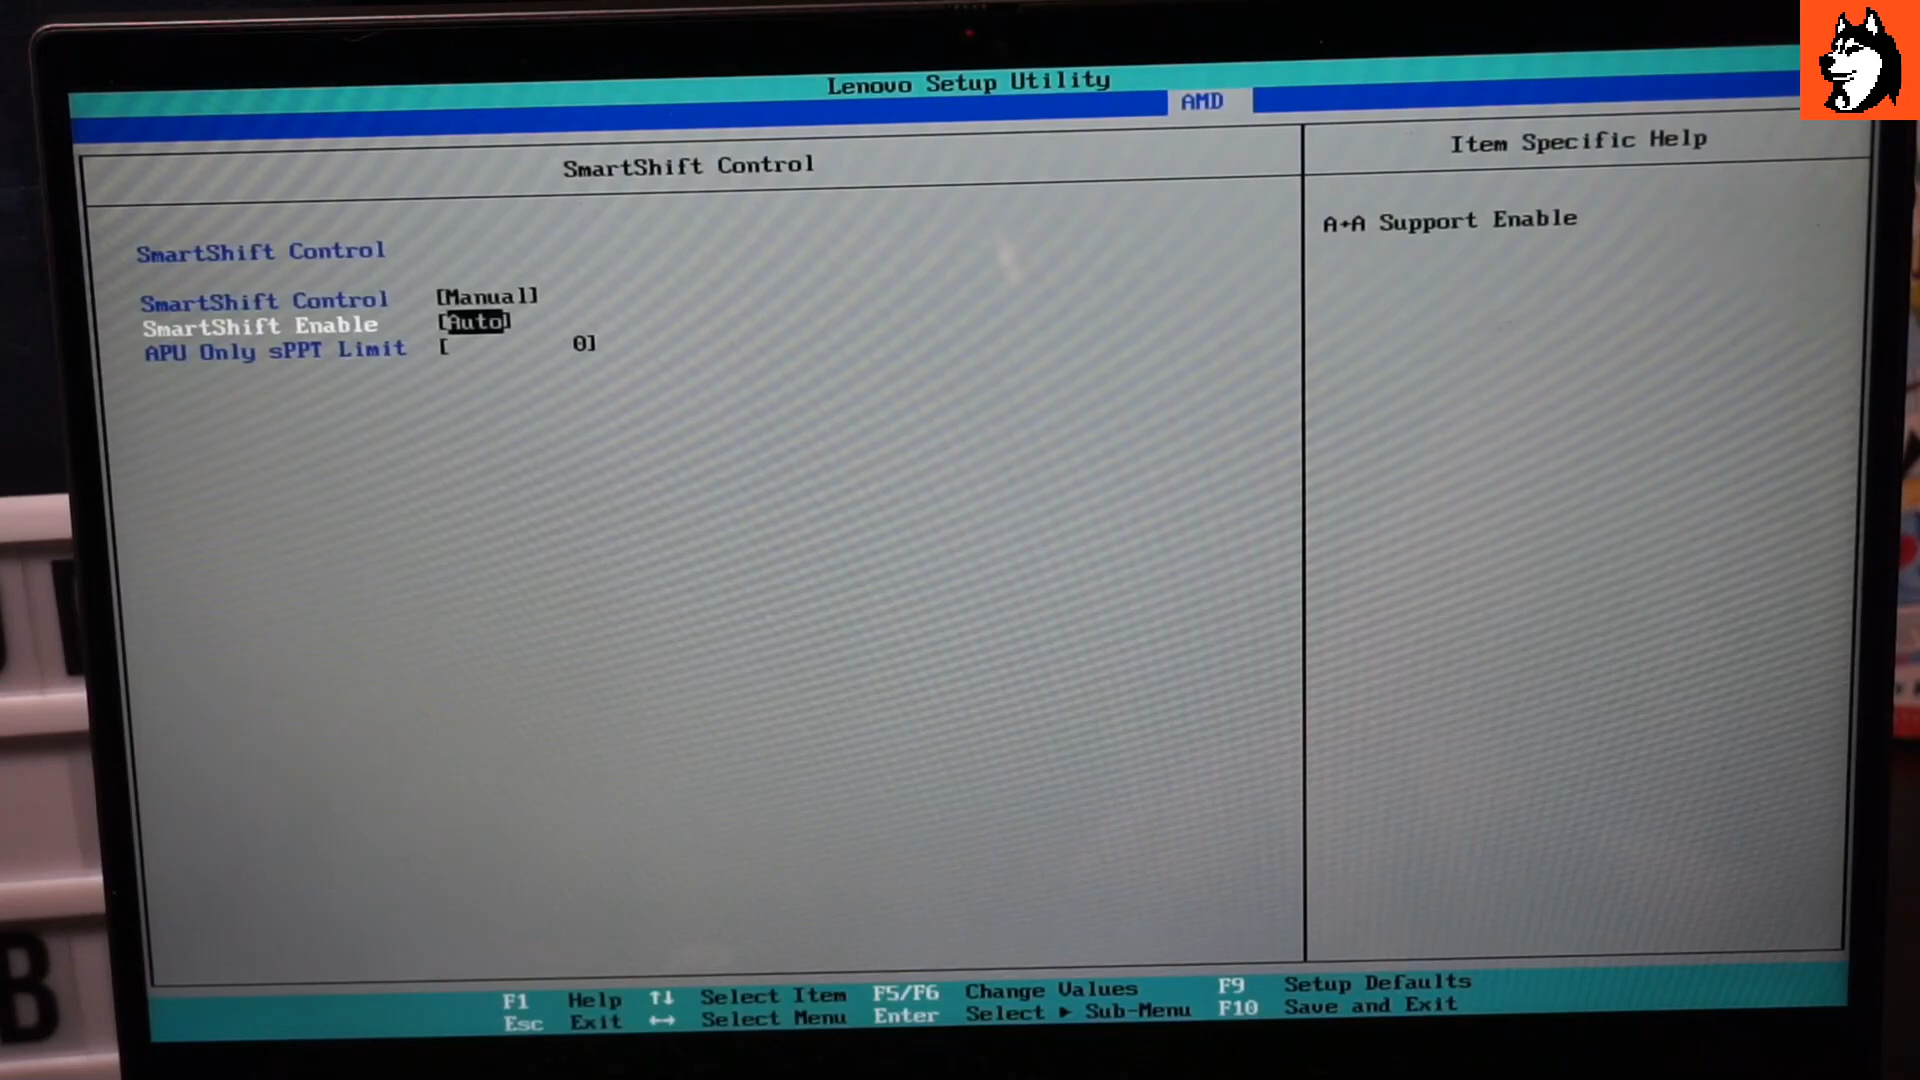 Lenovo Setup Utility
AMD
SmartShift Control
Item Specific Help
SmartShift Control
A+A Support Enable
SmartShift Control [Manual]
SmartShift Enable [Auto]
APU Only sPPT Limit [ 0]
F1 Help ↑↓ Select Item F5/F6 Change Values F9 Setup Defaults
Esc Exit ↔ Select Menu Enter Select ▶ Sub-Menu F10 Save and Exit
B